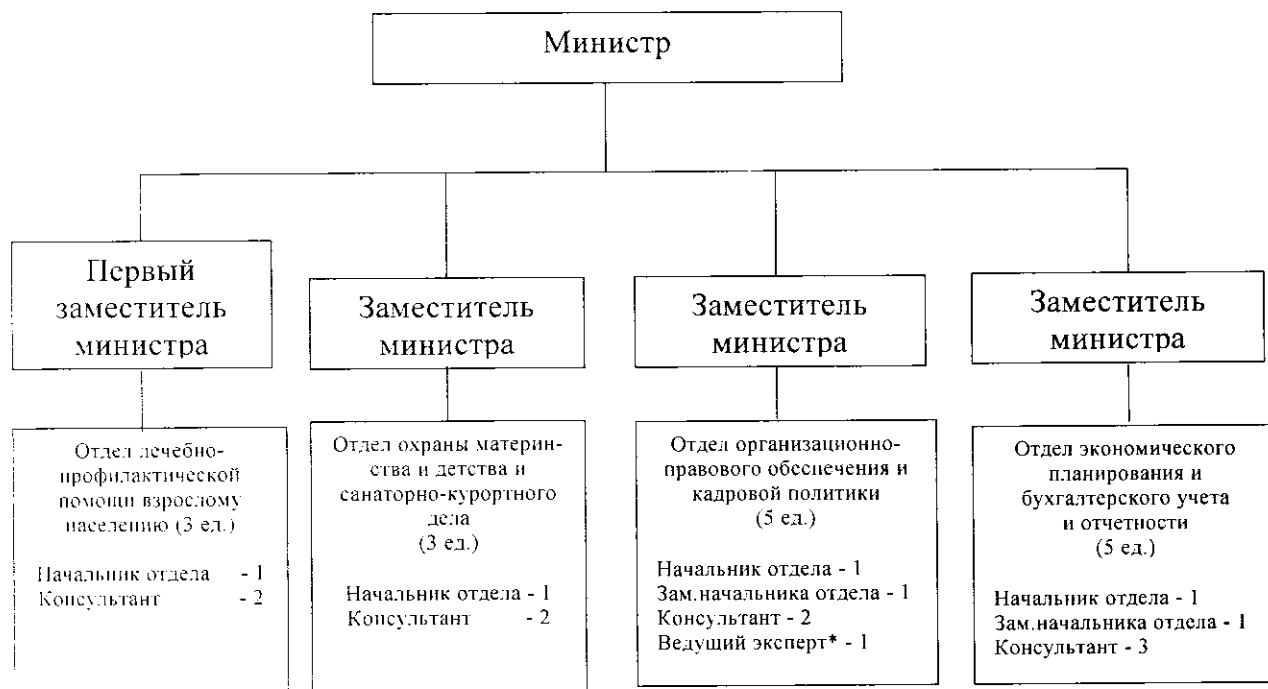 Министр
Первый
заместитель
министра
Заместитель
министра
Заместитель
министра
Заместитель
министра
Отдел лечебно-
профилактической
помощи взрослому
населению (3 ед.)
Начальник отдела - 1
Консультант - 2
Отдел охраны материн-
ства и детства и
санаторно-курортного
дела
(3 ед.)
Начальник отдела - 1
Консультант - 2
Отдел организационно-
правового обеспечения и
кадровой политики
(5 ед.)
Начальник отдела - 1
Зам.начальника отдела - 1
Консультант - 2
Ведущий эксперт* - 1
Отдел экономического
планирования и
бухгалтерского учета
и отчетности
(5 ед.)
Начальник отдела - 1
Зам.начальника отдела - 1
Консультант - 3